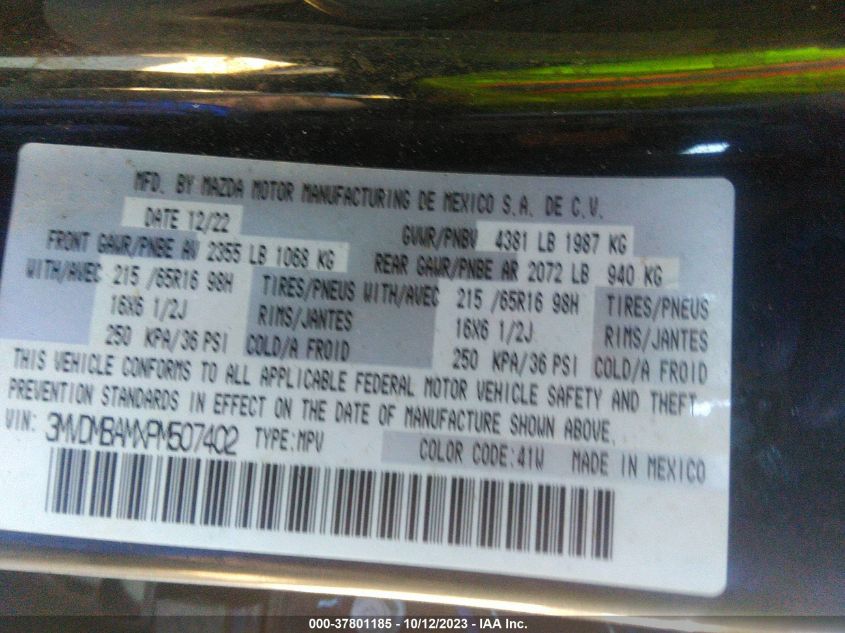 MFD. BY MAZDA MOTOR MANUFACTURING DE MEXICO S.A. DE C.V.
DATE 12/22 GVWR/PNBV 4381 LB 1987 KG
FRONT GAWR/PNBE AV 2355 LB 1068 KG REAR GAWR/PNBE AR 2072 LB 940 KG
WITH/AVEC 215 /65R16 98H TIRES/PNEUS WITH/AVEC 215 /65R16 98H TIRES/PNEUS
16X6 1/2J RIMS/JANTES 16X6 1/2J RIMS/JANTES
250 KPA/36 PSI COLD/A FROID 250 KPA/36 PSI COLD/A FROID
THIS VEHICLE CONFORMS TO ALL APPLICABLE FEDERAL MOTOR VEHICLE SAFETY AND THEFT
PREVENTION STANDARDS IN EFFECT ON THE DATE OF MANUFACTURE SHOWN ABOVE.
VIN: 3MVDMBAMXPM507402 TYPE:MPV COLOR CODE:41W MADE IN MEXICO
000-37801185 - 10/12/2023 - IAA Inc.